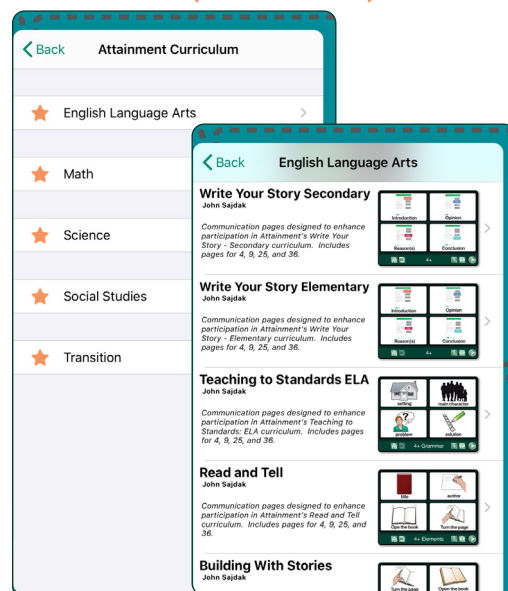 Back
Attainment Curriculum
English Language Arts
Math
Science
Social Studies
Transition
Back
English Language Arts
Write Your Story Secondary
John Sajdak
Communication pages designed to enhance
participation in Attainment's Write Your
Story - Secondary curriculum. Includes
pages for 4, 9, 25, and 36.
Introduction
Opinion
Reason(s)
Conclusion
4+
Write Your Story Elementary
John Sajdak
Communication pages designed to enhance
participation in Attainment's Write Your
Story - Elementary curriculum. Includes
pages for 4, 9, 25, and 36.
Introduction
Opinion
Reason(s)
Conclusion
4+
Teaching to Standards ELA
John Sajdak
Communication pages designed to enhance
participation in Attainment's Teaching to
Standards: ELA curriculum. Includes pages
for 4, 9, 25, and 36.
setting
main character
problem
solution
4+ Grammar
Read and Tell
John Sajdak
Communication pages designed to enhance
participation in Attainment's Read and Tell
curriculum. Includes pages for 4, 9, 25, and
36.
title
author
Ope the book
Turn the page
4+ Elements
Building With Stories
John Sajdak
Turn the page
Open the book